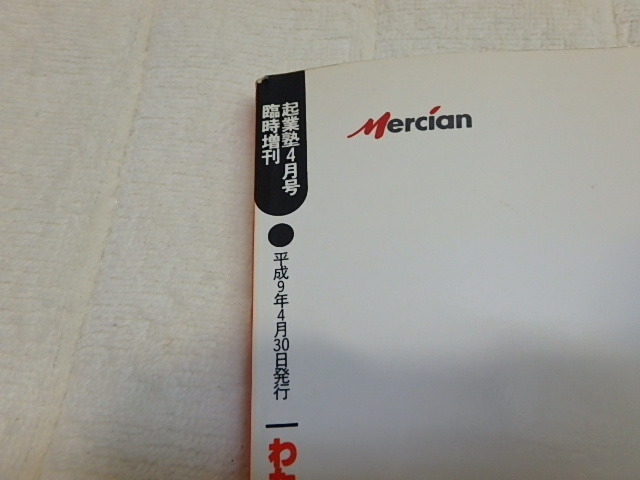 起業塾4月号
臨時増刊
●平成9年4月30日発行
わ
Mercian